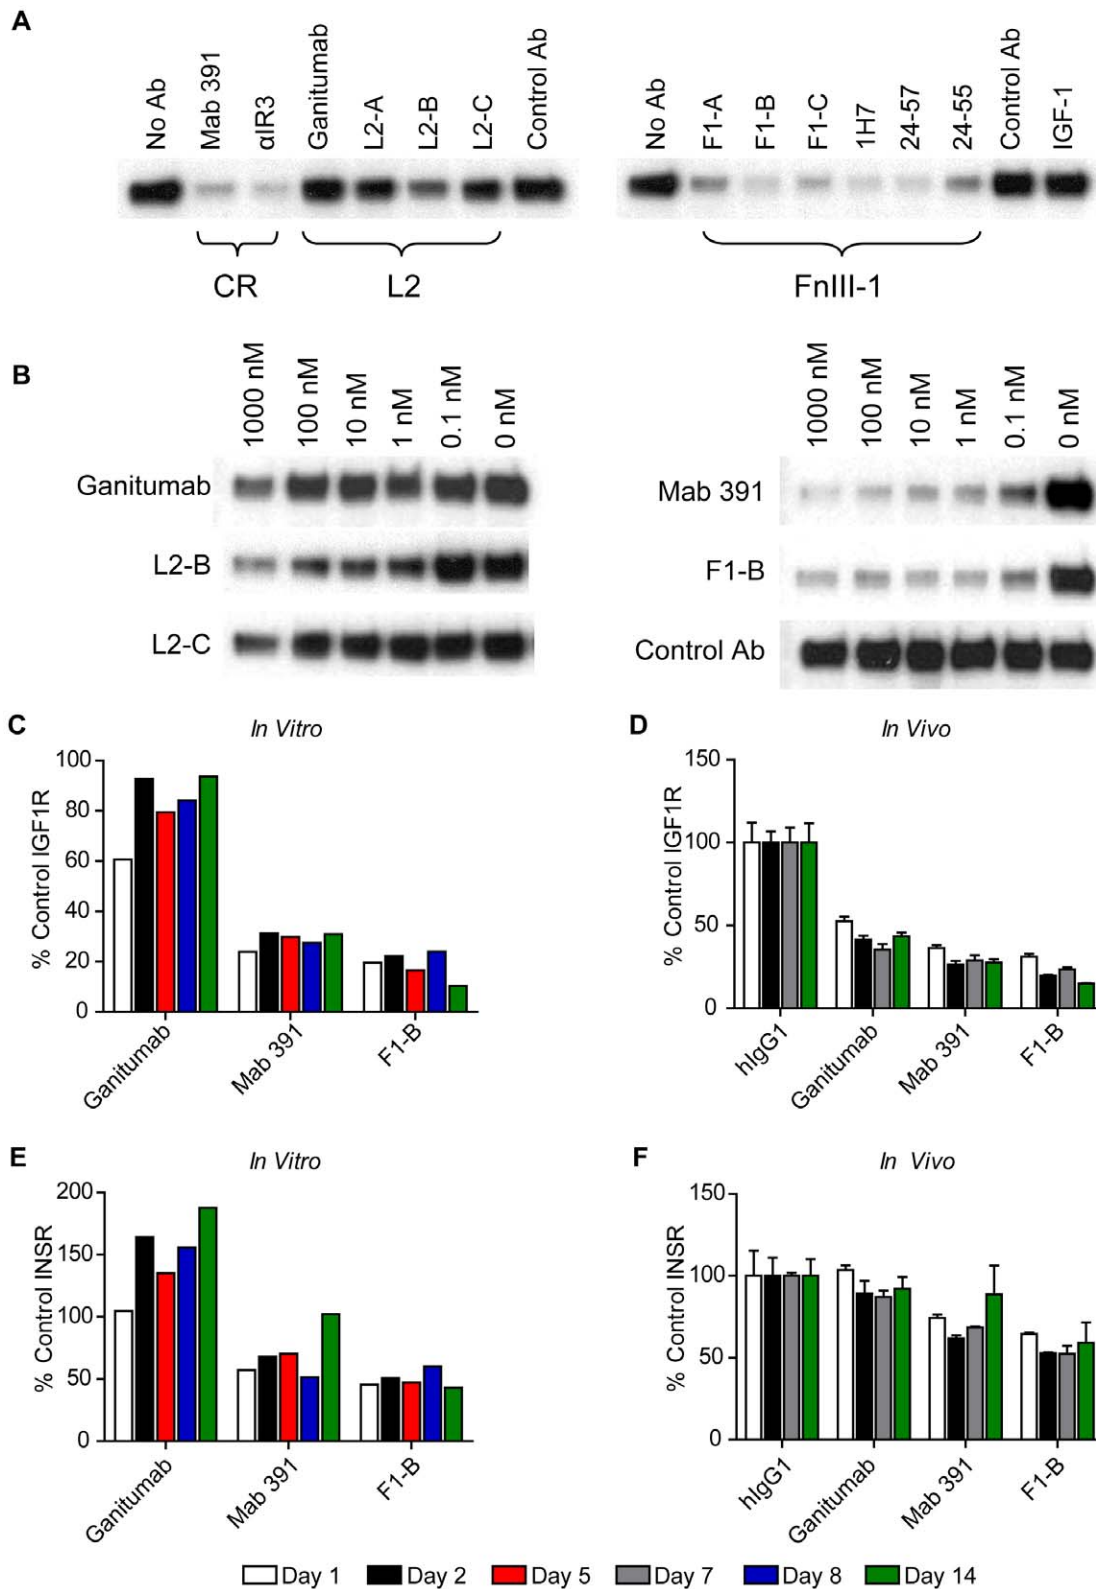 A
No Ab
Mab 391
αIR3
Ganitumab
L2-A
L2-B
L2-C
Control Ab
No Ab
F1-A
F1-B
F1-C
1H7
24-57
24-55
Control Ab
IGF-1
CR
L2
FnIII-1
B
1000 nM
100 nM
10 nM
1 nM
0.1 nM
0 nM
1000 nM
100 nM
10 nM
1 nM
0.1 nM
0 nM
Ganitumab
L2-B
L2-C
Mab 391
F1-B
Control Ab
C
In Vitro
% Control IGF1R
100
80
60
40
20
0
Ganitumab
Mab 391
F1-B
D
In Vivo
% Control IGF1R
150
100
50
0
hIgG1
Ganitumab
Mab 391
F1-B
E
In Vitro
% Control INSR
200
150
100
50
0
Ganitumab
Mab 391
F1-B
F
In Vivo
% Control INSR
150
100
50
0
hIgG1
Ganitumab
Mab 391
F1-B
Day 1 Day 2 Day 5 Day 7 Day 8 Day 14